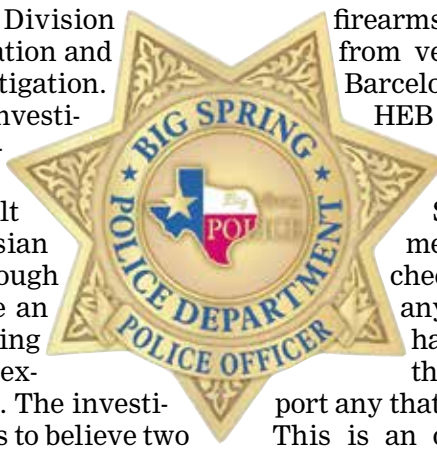 Division
ation and
tigation.
nvesti-
-
lt
sian
ough
e an
ing
ex-
. The investi-
s to believe two
BIG SPRING
POLICE DEPARTMENT
POLICE OFFICER
firearms
from ve
Barcelo
HEB
S
me
chec
any
ha
th
port any that
This is an o